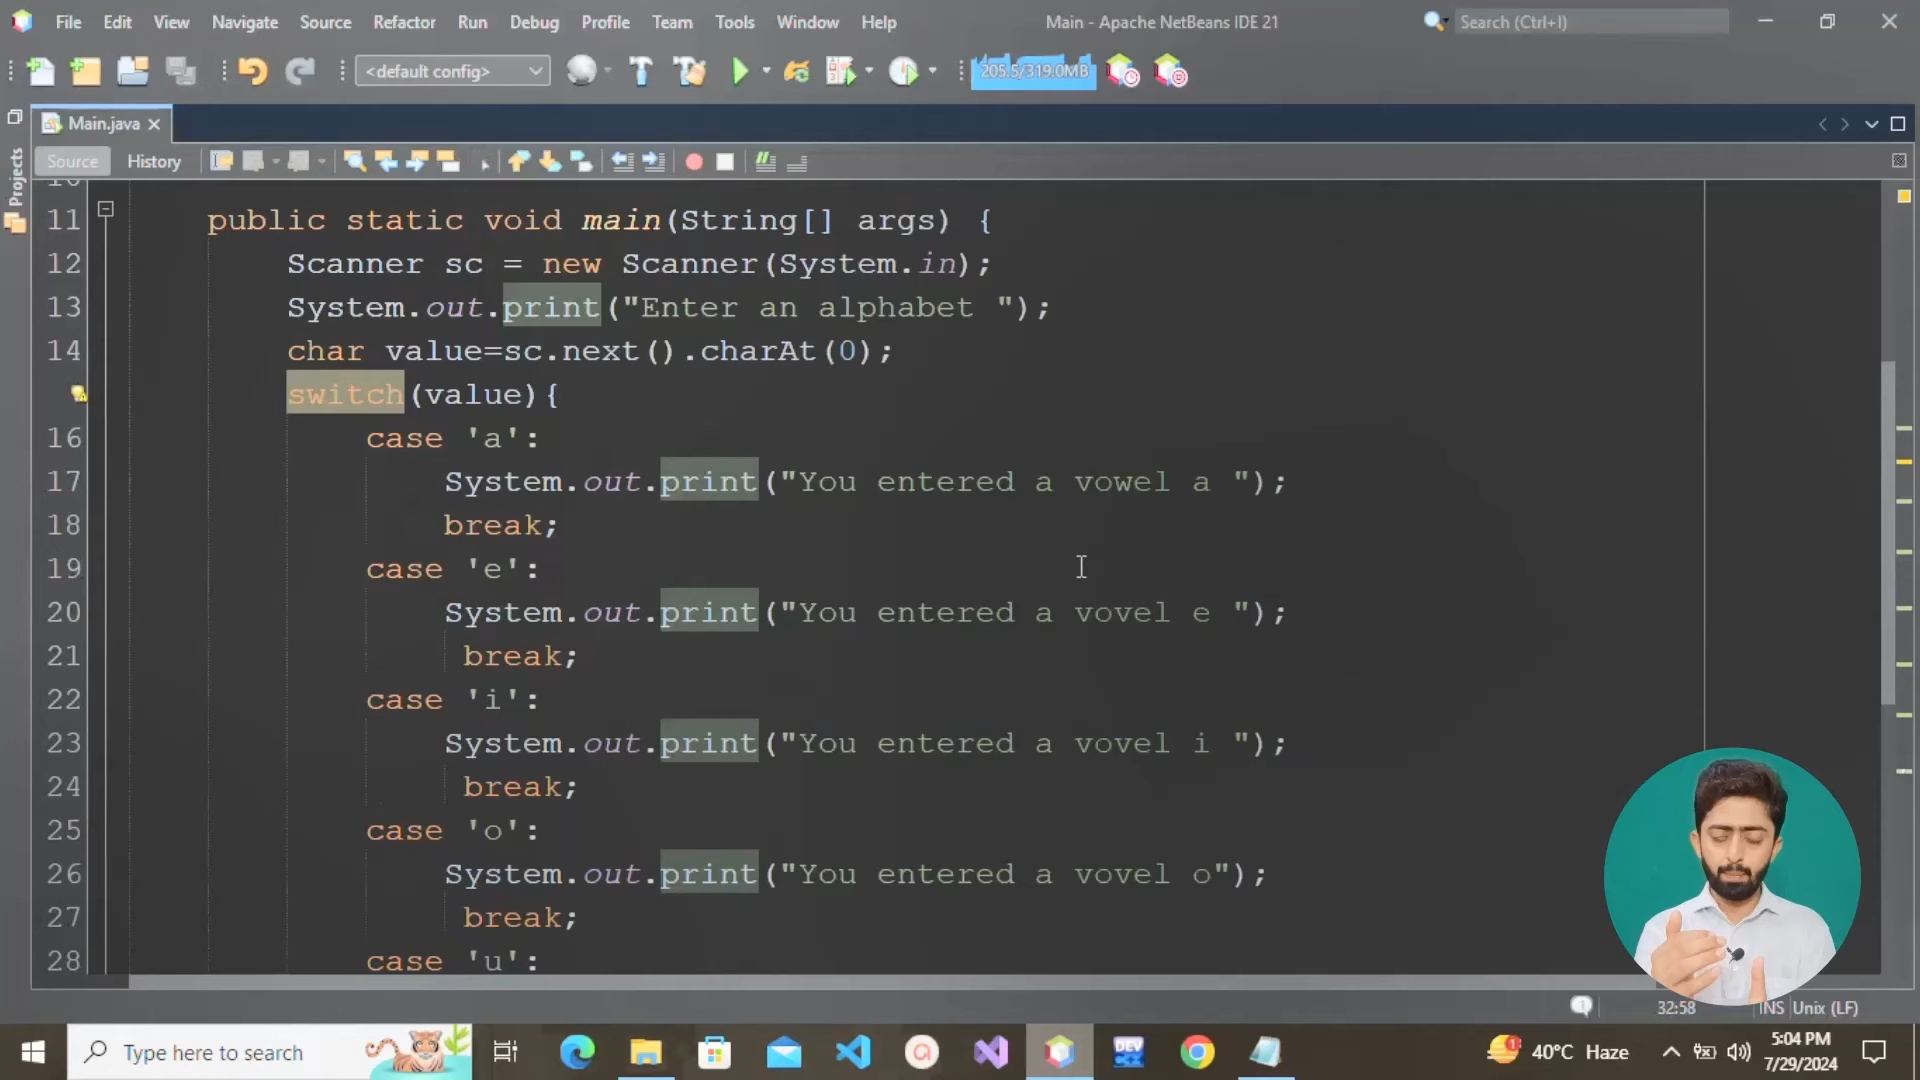 File Edit View Navigate Source Refactor Run Debug Profile Team Tools Window Help Main - Apache NetBeans IDE 21 Search (Ctrl+I)
<default config> 205.5/319.0MB
Main.java
Projects
Source History
11 public static void main(String[] args) {
12 Scanner sc = new Scanner(System.in);
13 System.out.print("Enter an alphabet ");
14 char value=sc.next().charAt(0);
switch(value){
16 case 'a':
17 System.out.print("You entered a vowel a ");
18 break;
19 case 'e':
20 System.out.print("You entered a vovel e ");
21 break;
22 case 'i':
23 System.out.print("You entered a vovel i ");
24 break;
25 case 'o':
26 System.out.print("You entered a vovel o");
27 break;
28 case 'u':
1 32:58 INS Unix (LF)
Type here to search DEV 1 40°C Haze 5:04 PM
7/29/2024